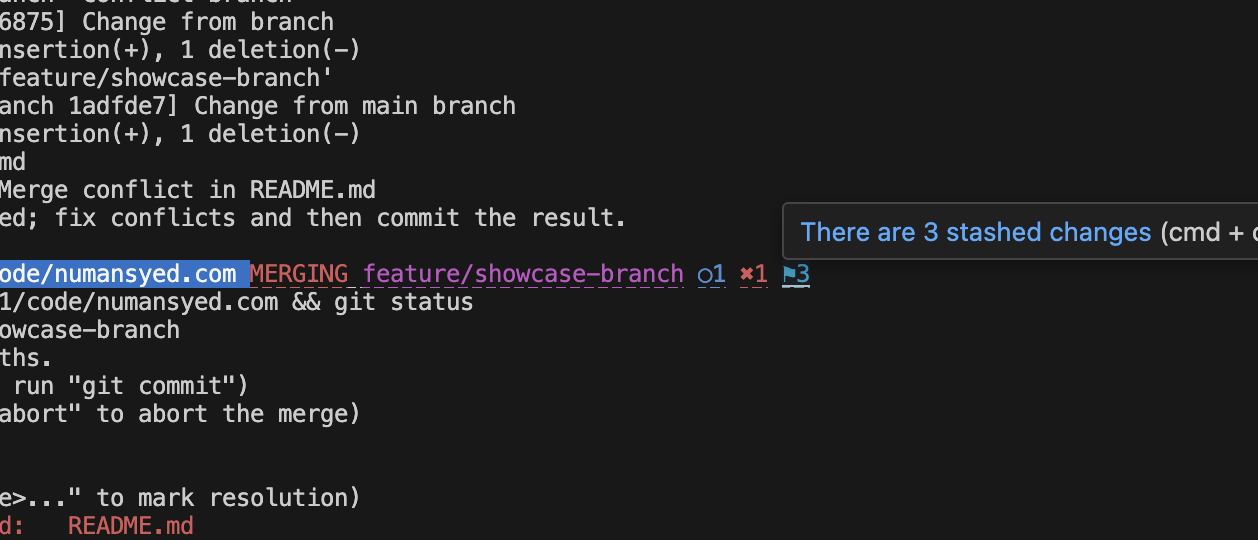 6875] Change from branch
nsertion(+), 1 deletion(-)
feature/showcase-branch'
anch 1adfde7] Change from main branch
nsertion(+), 1 deletion(-)
md
Merge conflict in README.md
ed; fix conflicts and then commit the result.
There are 3 stashed changes (cmd + c
ode/numansyed.com MERGING feature/showcase-branch ○1 ✖1 ⚑3
1/code/numansyed.com && git status
owcase-branch
ths.
run "git commit")
abort" to abort the merge)
e>..." to mark resolution)
d: README.md